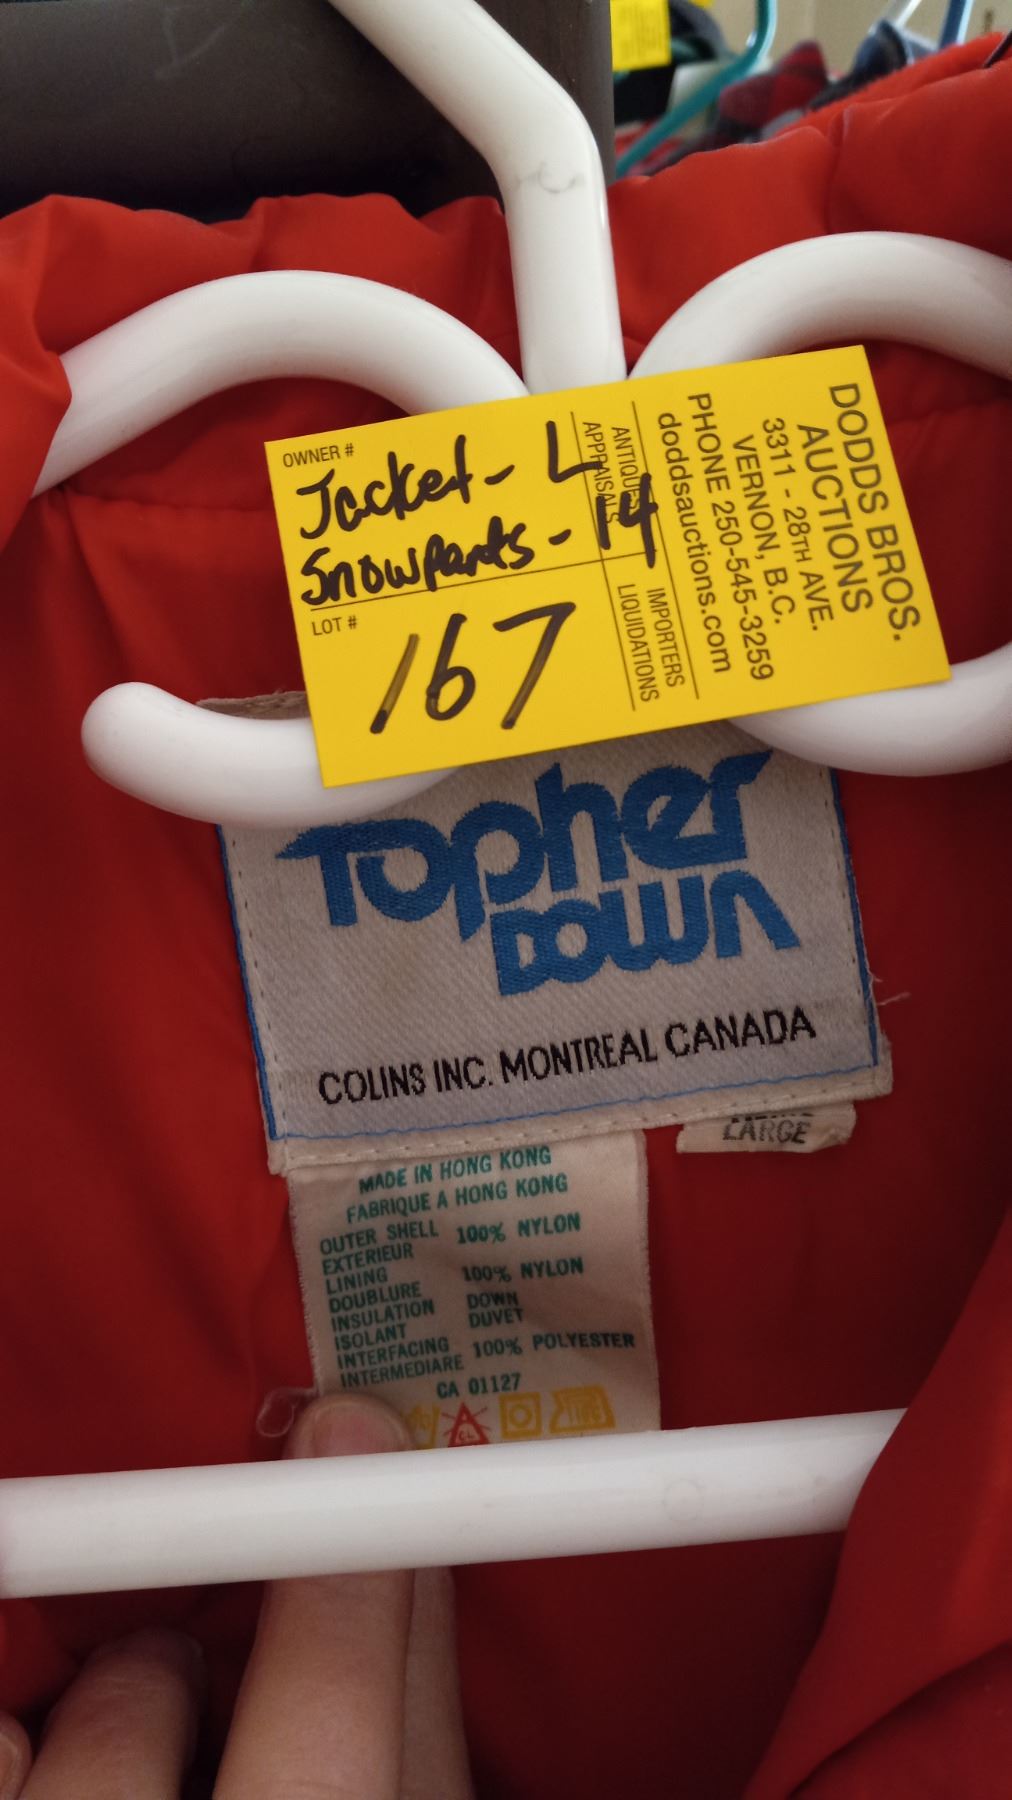 OWNER #
Jacket - L
Snowpants - 14
LOT #
167
ANTIQUES
APPRAISALS
IMPORTERS
LIQUIDATIONS
DODDS BROS.
AUCTIONS
3311 - 28TH AVE.
VERNON, B.C.
PHONE 250-545-3259
doddsauctions.com
Topher
DOWN
COLINS INC. MONTREAL CANADA
LARGE
MADE IN HONG KONG
FABRIQUE A HONG KONG
OUTER SHELL 100% NYLON
EXTERIEUR
LINING 100% NYLON
DOUBLURE
INSULATION DOWN
ISOLANT DUVET
INTERFACING 100% POLYESTER
INTERMEDIARE
CA 01127
CL